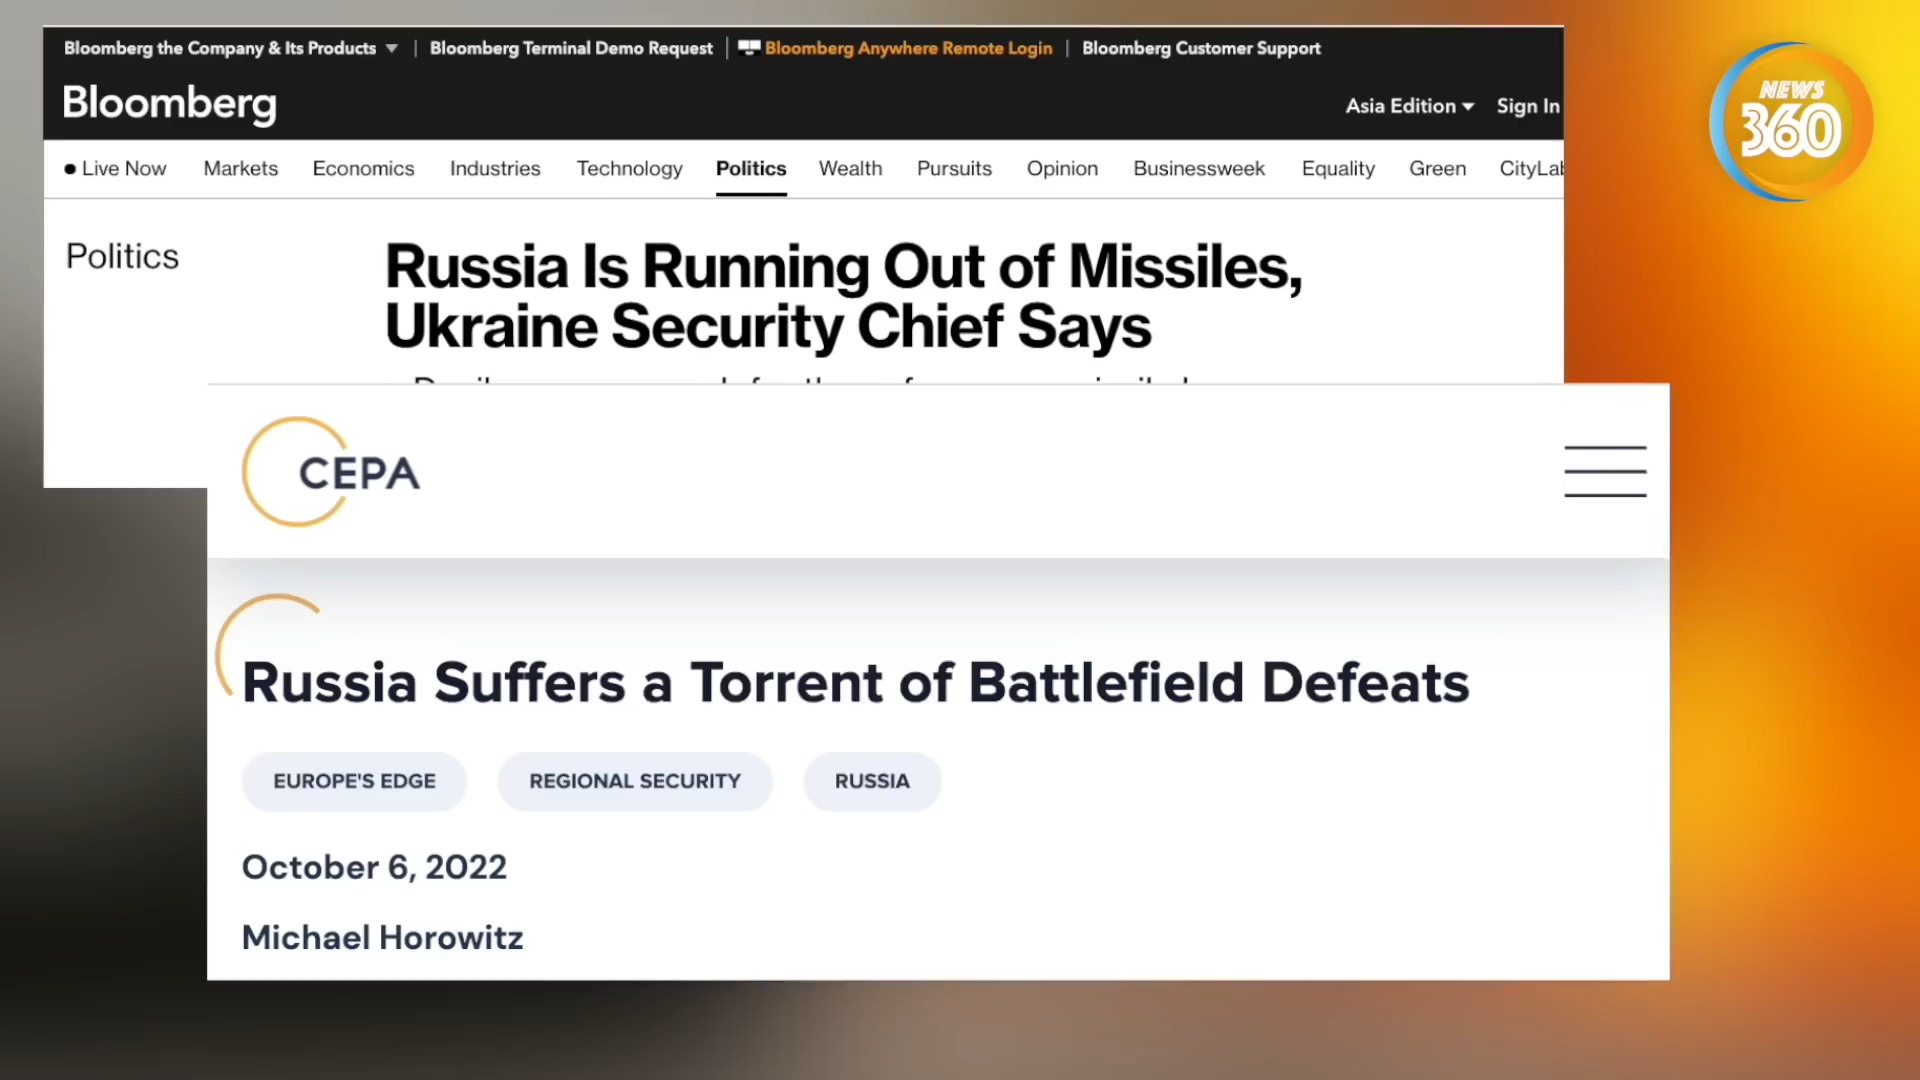 Bloomberg the Company & Its Products
Bloomberg Terminal Demo Request
Bloomberg Anywhere Remote Login
Bloomberg Customer Support
Bloomberg
Asia Edition
Sign In
NEWS
360
Live Now
Markets
Economics
Industries
Technology
Politics
Wealth
Pursuits
Opinion
Businessweek
Equality
Green
CityLab
Politics
Russia Is Running Out of Missiles,
Ukraine Security Chief Says
CEPA
Russia Suffers a Torrent of Battlefield Defeats
EUROPE'S EDGE
REGIONAL SECURITY
RUSSIA
October 6, 2022
Michael Horowitz